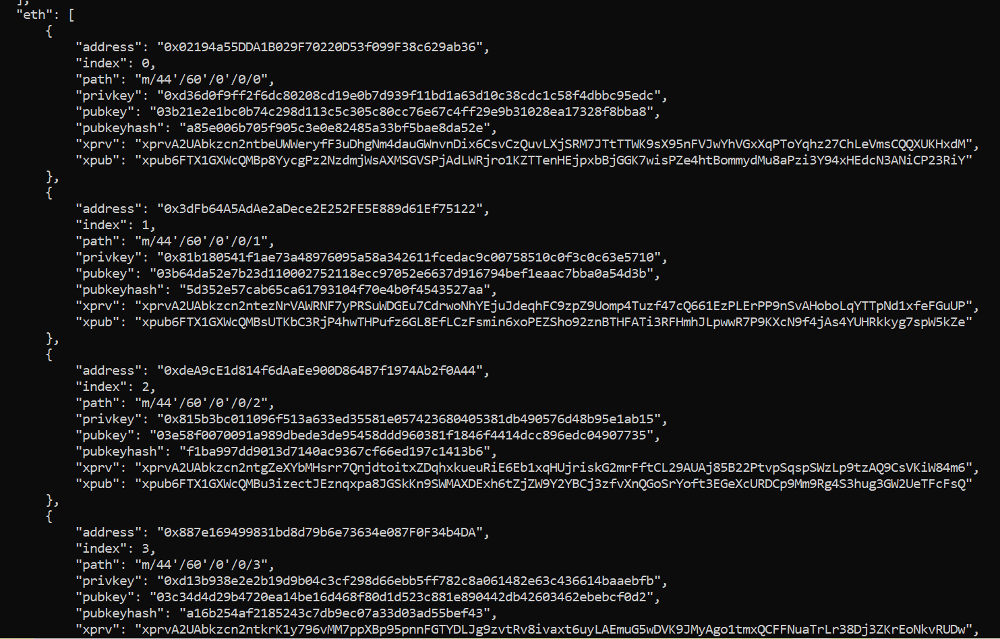 ],
"eth": [
{
"address": "0x02194a55DDA1B029F70220D53f099F38c629ab36",
"index": 0,
"path": "m/44'/60'/0'/0/0",
"privkey": "0xd36d0f9ff2f6dc80208cd19e0b7d939f11bd1a63d10c38cdc1c58f4dbbc95edc",
"pubkey": "03b21e2e1bc0b74c298d113c5c305c80cc76e67c4ff29e9b31028ea17328f8bba8",
"pubkeyhash": "a85e006b705f905c3e0e82485a33bf5bae8da52e",
"xprv": "xprvA2UAbkzcn2ntbeUWWeryfF3uDhgNm4dauGWnvnDix6CsvCzQuvLXjSRM7JTtTTWK9sX95nFVJwYhVGxXqPToYqhz27ChLeVmsCQQXUKHxdM",
"xpub": "xpub6FTX1GXWcQMBp8YycgPz2NzdmjWsAXMSGVSPjAdLWRjro1KZTTenHEjpxbBjGGK7wisPZe4htBommydMu8aPzi3Y94xHEdcN3ANiCP23RiY"
},
{
"address": "0x3dFb64A5AdAe2aDece2E252FE5E889d61Ef75122",
"index": 1,
"path": "m/44'/60'/0'/0/1",
"privkey": "0x81b180541f1ae73a48976095a58a342611fcedac9c00758510c0f3c0c63e5710",
"pubkey": "03b64da52e7b23d110002752118ecc97052e6637d916794bef1eaac7bba0a54d3b",
"pubkeyhash": "5d352e57cab65ca61793104f70e4b0f4543527aa",
"xprv": "xprvA2UAbkzcn2ntezNrVAWRNF7yPRSuWDGEu7CdrwoNhYEjuJdeqhFC9zpZ9Uomp4Tuzf47cQ661EzPLErPP9nSvAHoboLqYTTpNd1xfeFGuUP",
"xpub": "xpub6FTX1GXWcQMBsUTKbC3RjP4hwTHPufz6GL8EfLCzFsmin6xoPEZSho92znBTHFATi3RFHmhJLpwwR7P9KXcN9f4jAs4YUHRkkyg7spW5kZe"
},
{
"address": "0xdeA9cE1d814f6dAaEe900D864B7f1974Ab2f0A44",
"index": 2,
"path": "m/44'/60'/0'/0/2",
"privkey": "0x815b3bc011096f513a633ed35581e057423680405381db490576d48b95e1ab15",
"pubkey": "03e58f0070091a989dbede3de95458ddd960381f1846f4414dcc896edc04907735",
"pubkeyhash": "f1ba997dd9013d7140ac9367cf66ed197c1413b6",
"xprv": "xprvA2UAbkzcn2ntgZeXYbMHsrr7QnjdtoitxZDqhxkueuRiE6Eb1xqHUjriskG2mrFftCL29AUAj85B22PtvpSqspSWzLp9tzAQ9CsVKiW84m6",
"xpub": "xpub6FTX1GXWcQMBu3izectJEznqxpa8JGSkKn9SWMAXDExh6tZjZW9Y2YBCj3zfvXnQGoSrYoft3EGeXcURDCp9Mm9Rg4S3hug3GW2UeTFcFsQ"
},
{
"address": "0x887e169499831bd8d79b6e73634e087F0F34b4DA",
"index": 3,
"path": "m/44'/60'/0'/0/3",
"privkey": "0xd13b938e2e2b19d9b04c3cf298d66ebb5ff782c8a061482e63c436614baaebfb",
"pubkey": "03c34d4d29b4720ea14be16d468f80d1d523c881e890442db42603462ebebcf0d2",
"pubkeyhash": "a16b254af2185243c7db9ec07a33d03ad55bef43",
"xprv": "xprvA2UAbkzcn2ntkrK1y796vMM7ppXBp95pnnFGTYDLJg9zvtRv8ivaxt6uyLAEmuG5wDVK9JMyAgo1tmxQCFFNuaTrLr38Dj3ZKrEoNkvRUDw",